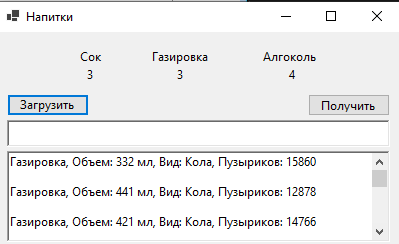 Напитки
Сок Газировка Алгоколь
3 3 4
Загрузить Получить
Газировка, Объем: 332 мл, Вид: Кола, Пузыриков: 15860
Газировка, Объем: 441 мл, Вид: Кола, Пузыриков: 12878
Газировка, Объем: 421 мл, Вид: Кола, Пузыриков: 14766